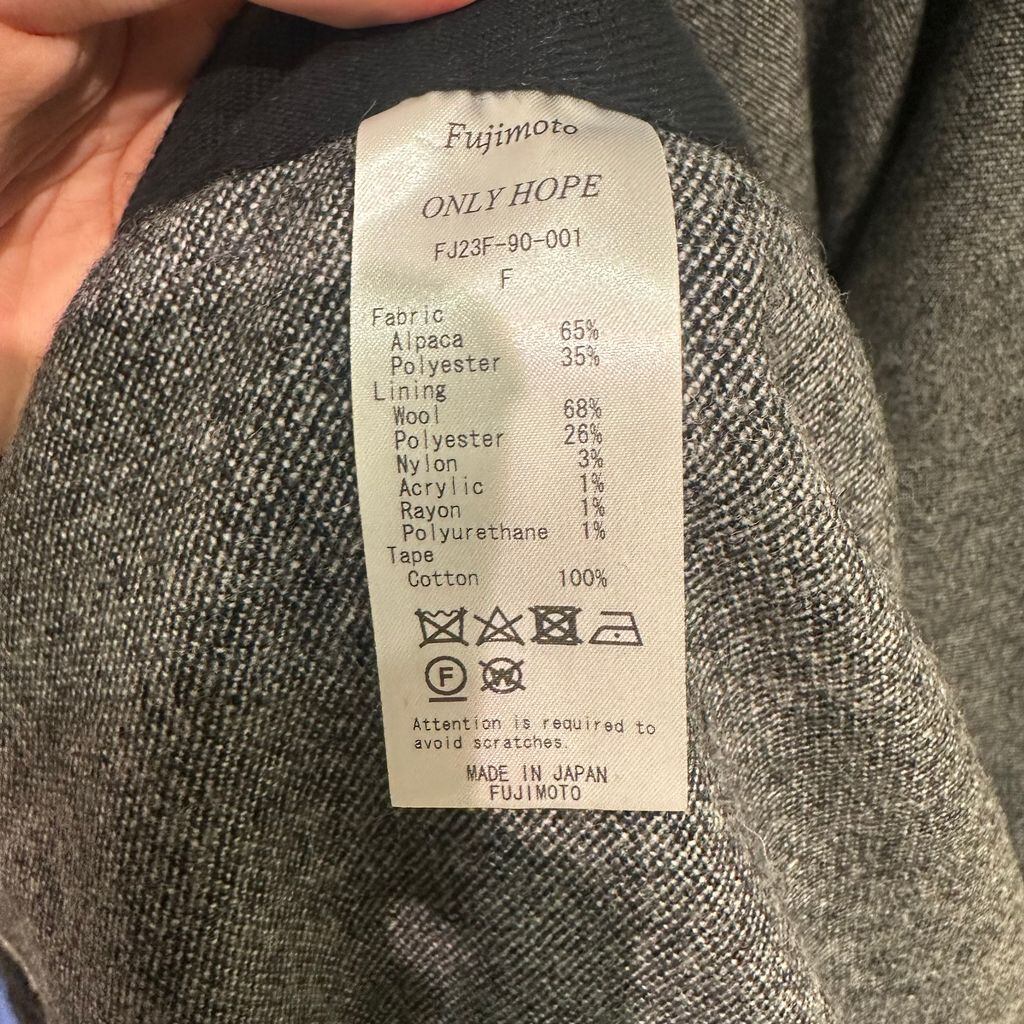 Fujimoto
ONLY HOPE
FJ23F-90-001
F
Fabric
Alpaca 65%
Polyester 35%
Lining
Wool 68%
Polyester 26%
Nylon 3%
Acrylic 1%
Rayon 1%
Polyurethane 1%
Tape
Cotton 100%
F W
Attention is required to
avoid scratches.
MADE IN JAPAN
FUJIMOTO